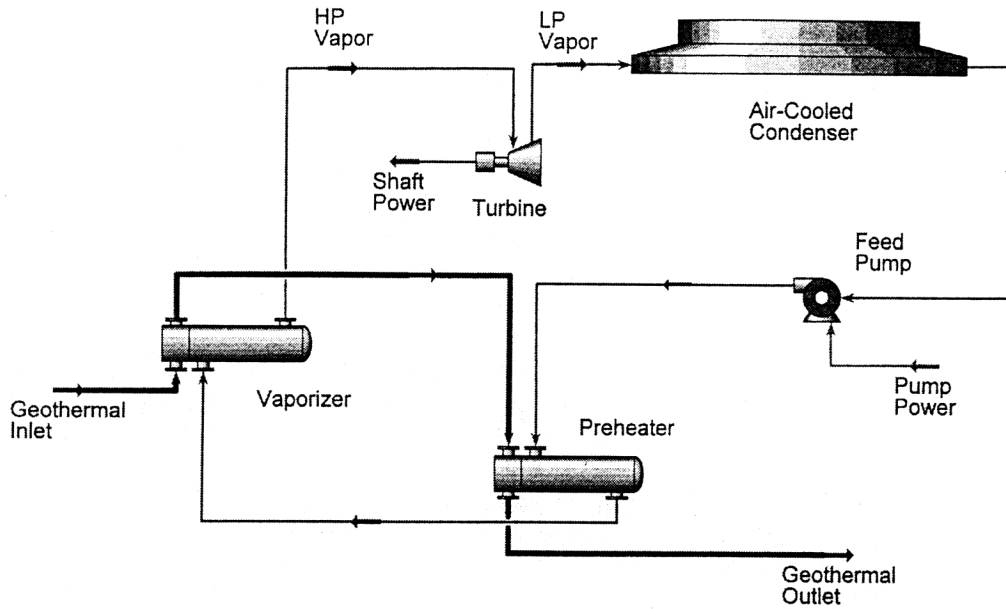 HP
Vapor
LP
Vapor
Air-Cooled
Condenser
Shaft
Power
Turbine
Feed
Pump
Geothermal
Inlet
Vaporizer
Pump
Power
Preheater
Geothermal
Outlet